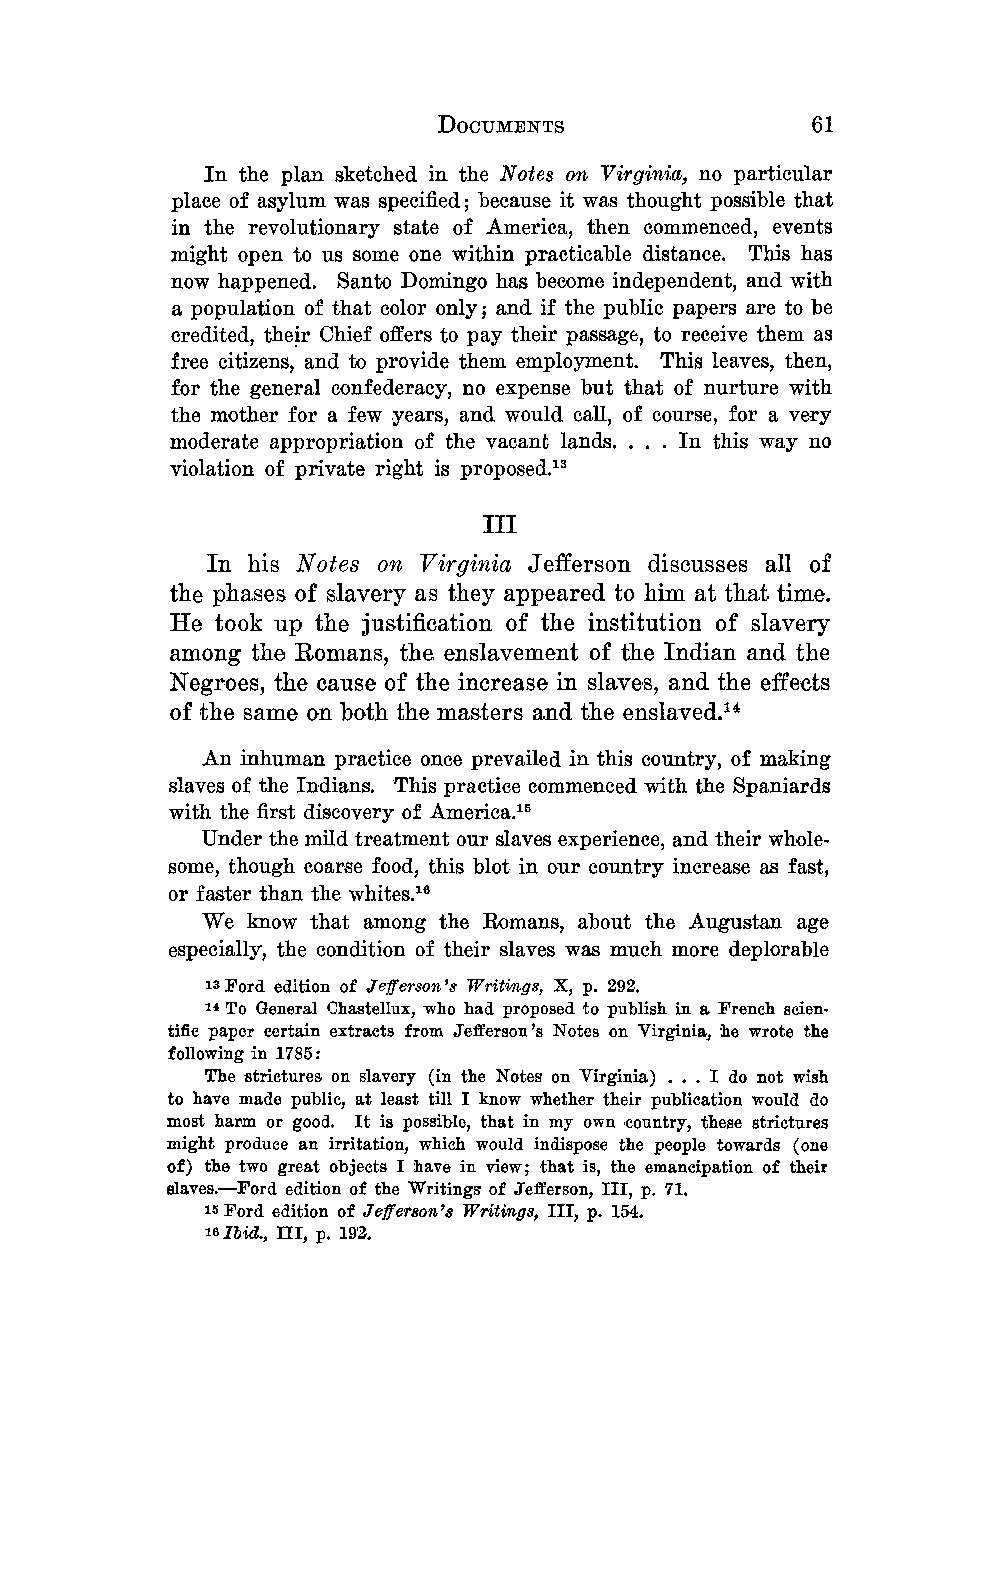 DOCUMENTS 61
In the plan sketched in the Notes on Virginia, no particular
place of asylum was specified; because it was thought possible that
in the revolutionary state of America, then commenced, events
might open to us some one within practicable distance. This has
now happened. Santo Domingo has become independent, and with
a population of that color only; and if the public papers are to be
credited, their Chief offers to pay their passage, to receive them as
free citizens, and to provide them employment. This leaves, then,
for the general confederacy, no expense but that of nurture with
the mother for a few years, and would call, of course, for a very
moderate appropriation of the vacant lands. . . . In this way no
violation of private right is proposed.¹³
III
In his Notes on Virginia Jefferson discusses all of
the phases of slavery as they appeared to him at that time.
He took up the justification of the institution of slavery
among the Romans, the enslavement of the Indian and the
Negroes, the cause of the increase in slaves, and the effects
of the same on both the masters and the enslaved.¹⁴
An inhuman practice once prevailed in this country, of making
slaves of the Indians. This practice commenced with the Spaniards
with the first discovery of America.¹⁵
Under the mild treatment our slaves experience, and their whole-
some, though coarse food, this blot in our country increase as fast,
or faster than the whites.¹⁶
We know that among the Romans, about the Augustan age
especially, the condition of their slaves was much more deplorable
¹³ Ford edition of Jefferson's Writings, X, p. 292.
¹⁴ To General Chastellux, who had proposed to publish in a French scien-
tific paper certain extracts from Jefferson's Notes on Virginia, he wrote the
following in 1785:
The strictures on slavery (in the Notes on Virginia) . . . I do not wish
to have made public, at least till I know whether their publication would do
most harm or good. It is possible, that in my own country, these strictures
might produce an irritation, which would indispose the people towards (one
of) the two great objects I have in view; that is, the emancipation of their
slaves.—Ford edition of the Writings of Jefferson, III, p. 71.
¹⁵ Ford edition of Jefferson's Writings, III, p. 154.
¹⁶ Ibid., III, p. 192.